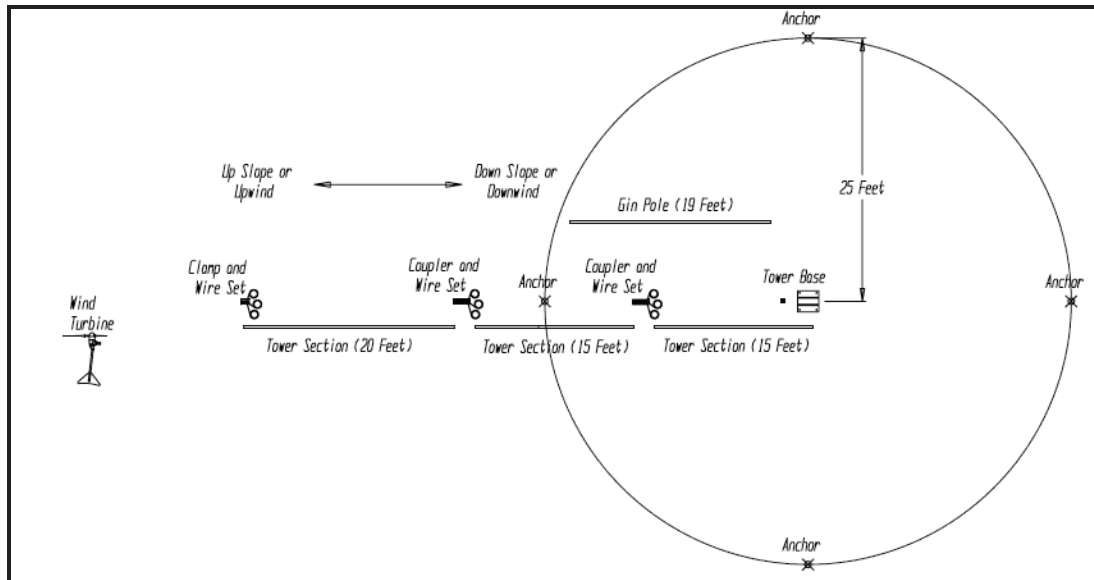 Anchor
Up Slope or
Upwind
Down Slope or
Downwind
25 Feet
Gin Pole (19 Feet)
Clamp and
Wire Set
Coupler and
Wire Set
Anchor
Coupler and
Wire Set
Tower Base
Anchor
Wind
Turbine
Tower Section (20 Feet)
Tower Section (15 Feet)
Tower Section (15 Feet)
Anchor